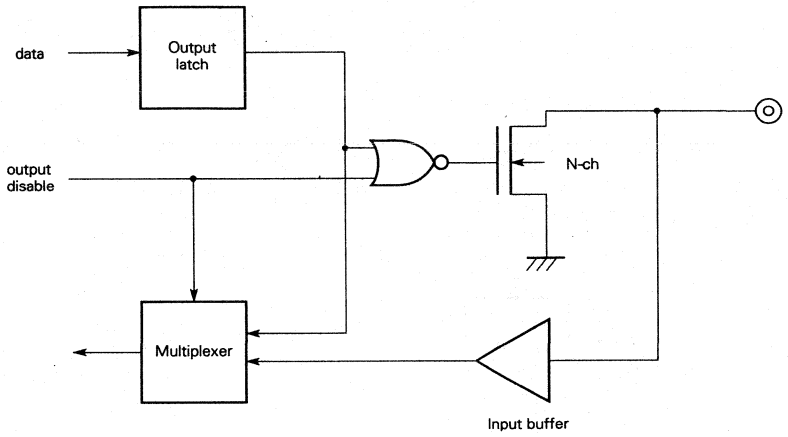 data
Output
latch
output
disable
N-ch
Multiplexer
Input buffer